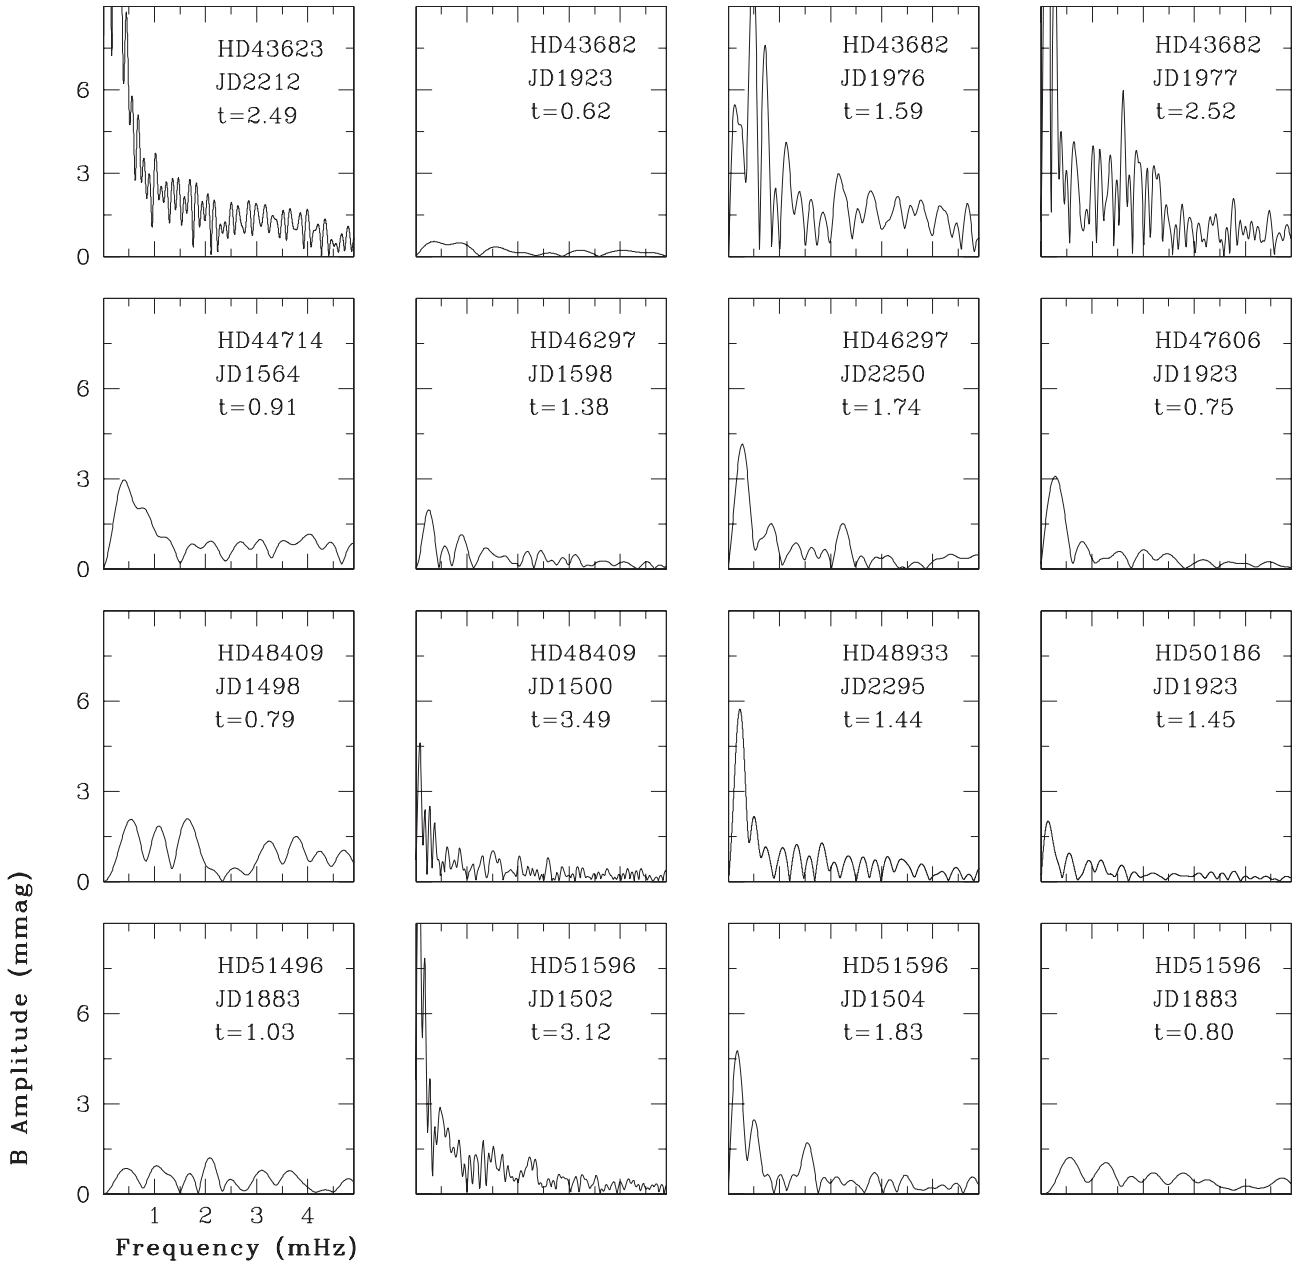 HD43623
JD2212
t=2.49
HD43682
JD1923
t=0.62
HD43682
JD1976
t=1.59
HD43682
JD1977
t=2.52
6
3
0
HD44714
JD1564
t=0.91
HD46297
JD1598
t=1.38
HD46297
JD2250
t=1.74
HD47606
JD1923
t=0.75
6
3
0
HD48409
JD1498
t=0.79
HD48409
JD1500
t=3.49
HD48933
JD2295
t=1.44
HD50186
JD1923
t=1.45
6
3
0
HD51496
JD1883
t=1.03
HD51596
JD1502
t=3.12
HD51596
JD1504
t=1.83
HD51596
JD1883
t=0.80
6
3
0
1 2 3 4
Frequency (mHz)
B Amplitude (mmag)